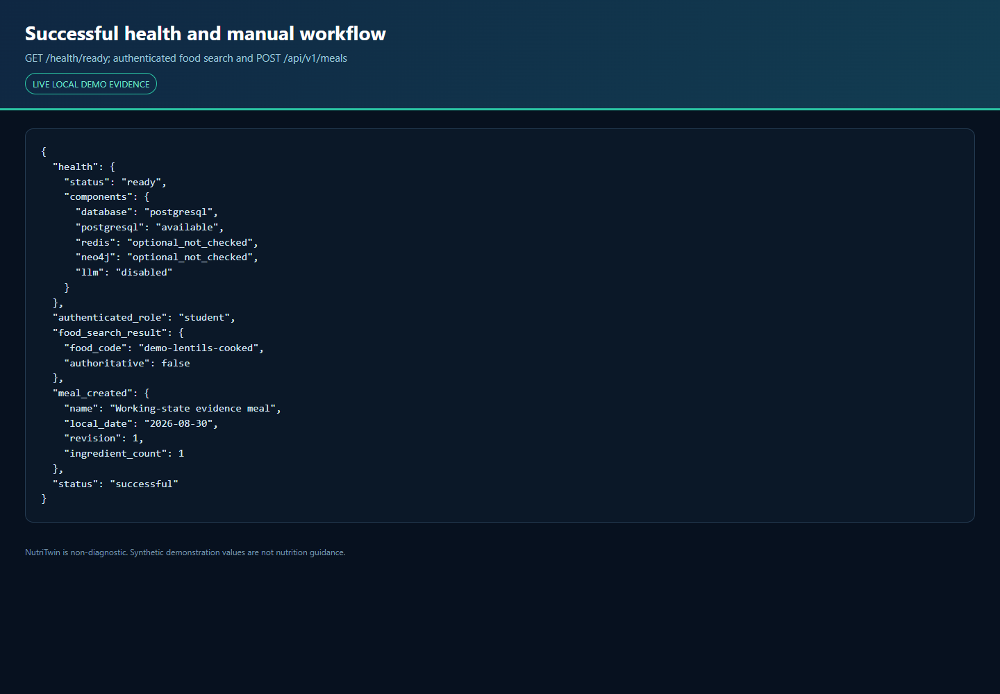 Successful health and manual workflow
GET /health/ready; authenticated food search and POST /api/v1/meals
LIVE LOCAL DEMO EVIDENCE
{
  "health": {
    "status": "ready",
    "components": {
      "database": "postgresql",
      "postgresql": "available",
      "redis": "optional_not_checked",
      "neo4j": "optional_not_checked",
      "llm": "disabled"
    }
  },
  "authenticated_role": "student",
  "food_search_result": {
    "food_code": "demo-lentils-cooked",
    "authoritative": false
  },
  "meal_created": {
    "name": "Working-state evidence meal",
    "local_date": "2026-08-30",
    "revision": 1,
    "ingredient_count": 1
  },
  "status": "successful"
}
NutriTwin is non-diagnostic. Synthetic demonstration values are not nutrition guidance.